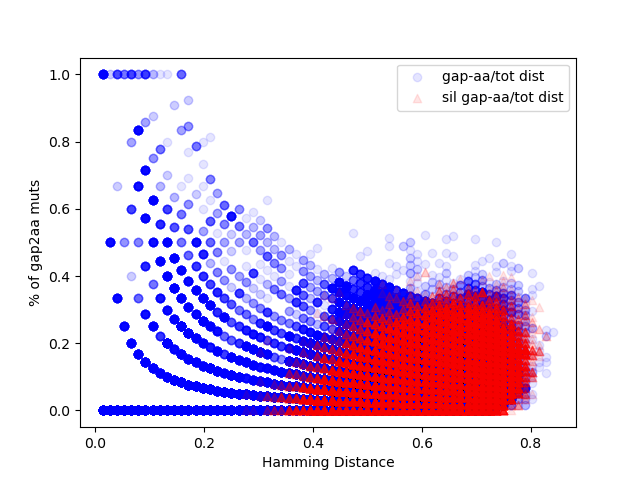 gap-aa/tot dist
sil gap-aa/tot dist
% of gap2aa muts
1.0
0.8
0.6
0.4
0.2
0.0
0.0 0.2 0.4 0.6 0.8
Hamming Distance